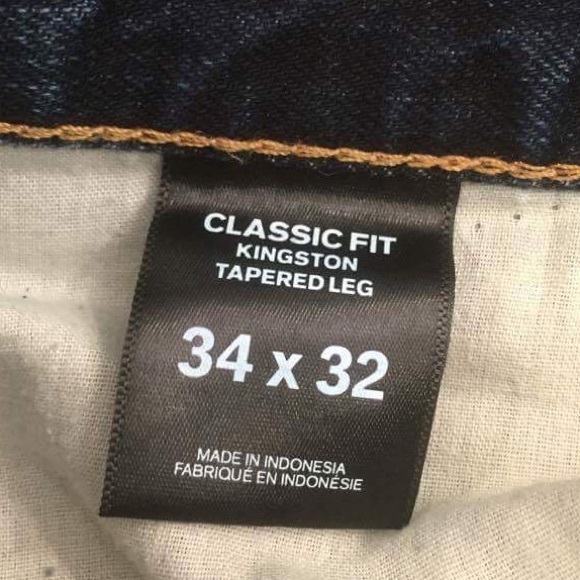 CLASSIC FIT
KINGSTON
TAPERED LEG
34 x 32
MADE IN INDONESIA
FABRIQUÉ EN INDONÉSIE